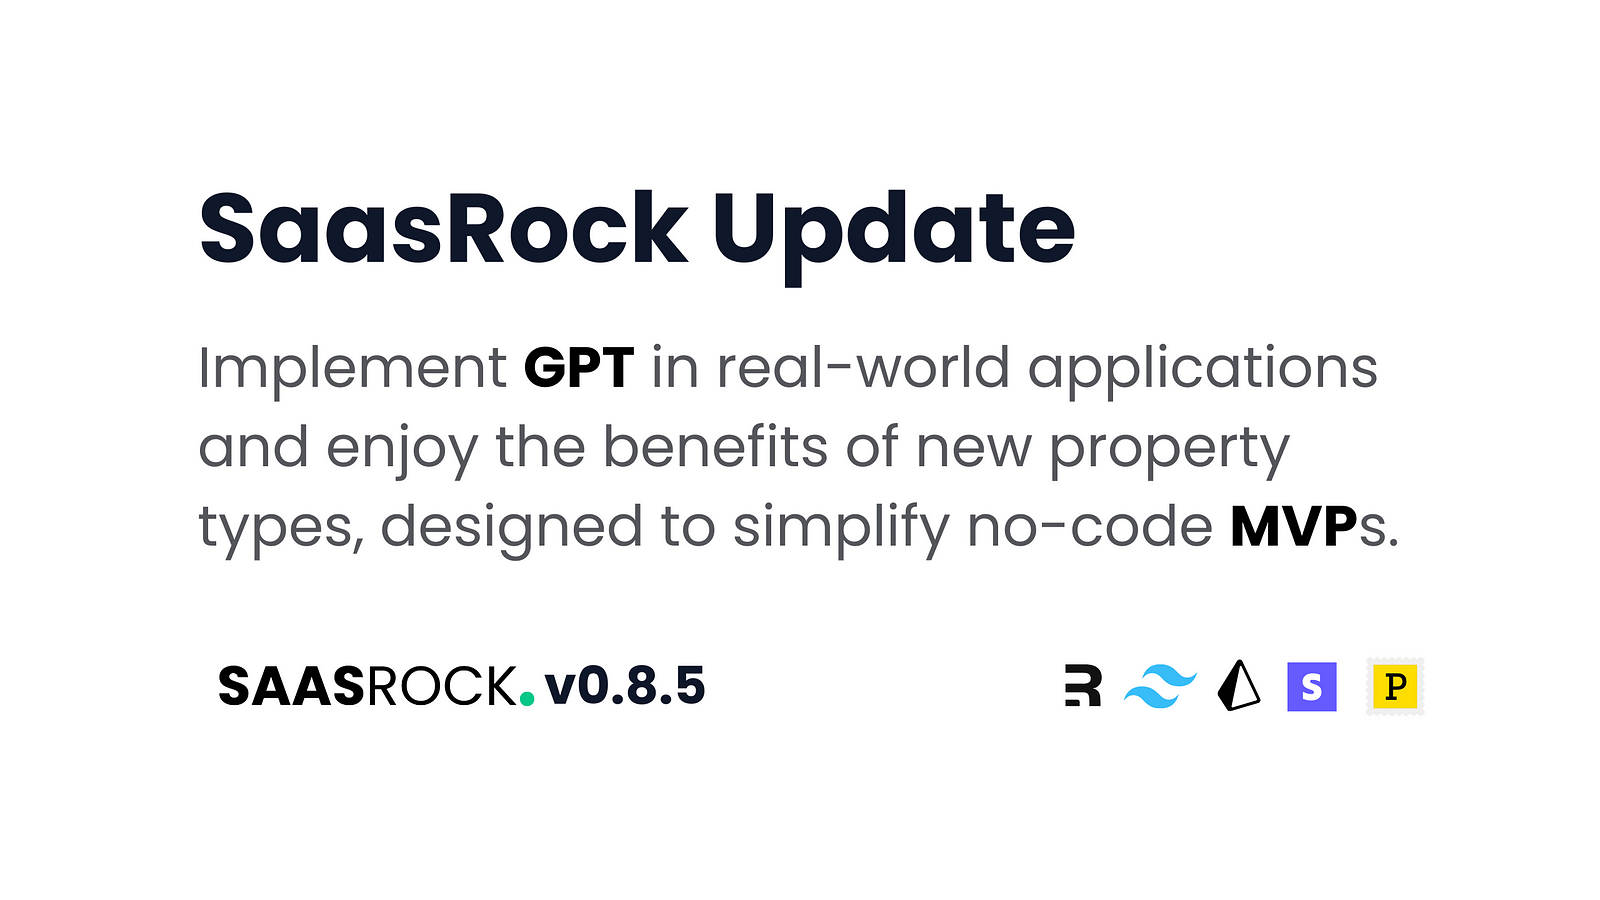 SaasRock Update
Implement GPT in real-world applications
and enjoy the benefits of new property
types, designed to simplify no-code MVPs.
SAASROCK. v0.8.5
R S P